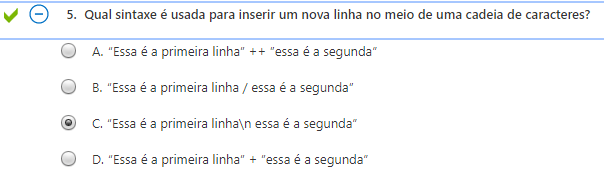 5. Qual sintaxe é usada para inserir um nova linha no meio de uma cadeia de caracteres?
A. "Essa é a primeira linha" ++ "essa é a segunda"
B. "Essa é a primeira linha / essa é a segunda"
C. "Essa é a primeira linha\n essa é a segunda"
D. "Essa é a primeira linha" + "essa é a segunda"